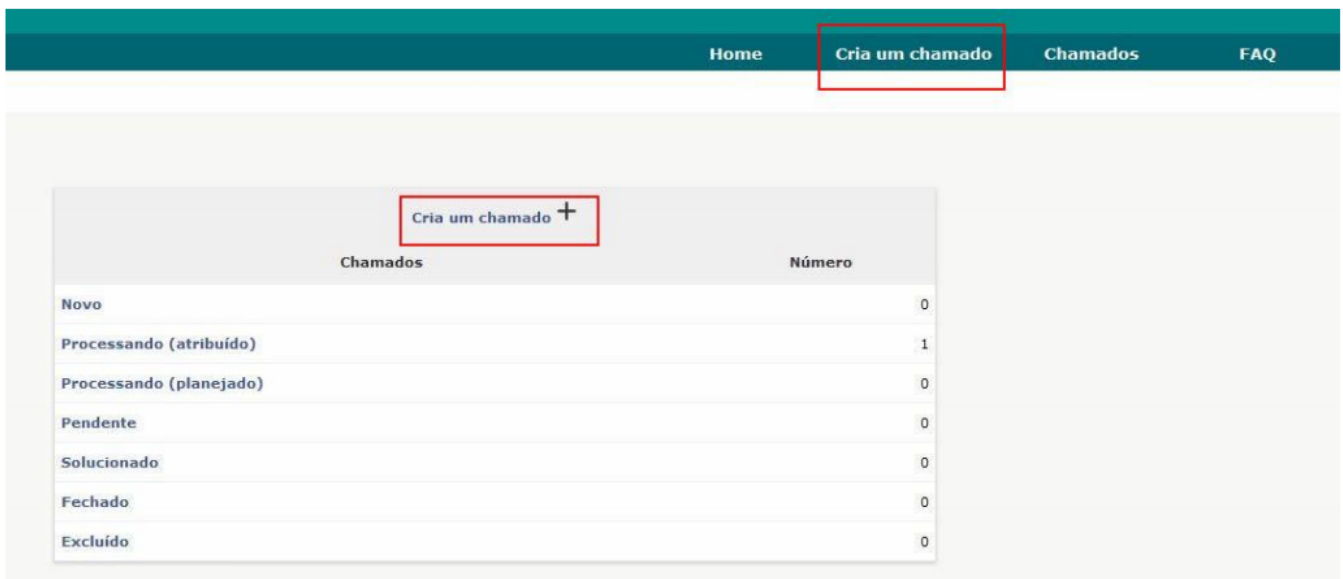 Home Cria um chamado Chamados FAQ
Cria um chamado +
Chamados Número
Novo 0
Processando (atribuído) 1
Processando (planejado) 0
Pendente 0
Solucionado 0
Fechado 0
Excluído 0